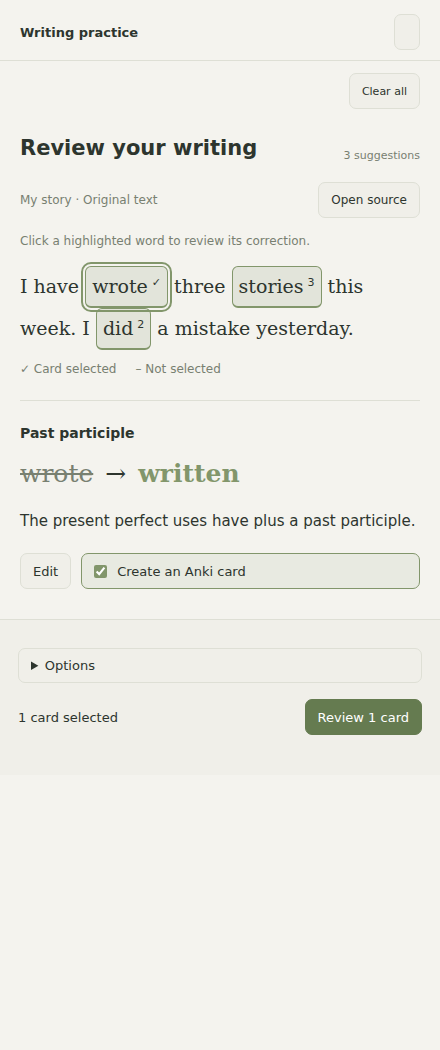 Writing practice
Clear all
Review your writing
3 suggestions
My story · Original text
Open source
Click a highlighted word to review its correction.
I have wrote ✓ three stories 3 this
week. I did 2 a mistake yesterday.
✓ Card selected – Not selected
Past participle
wrote → written
The present perfect uses have plus a past participle.
Edit
Create an Anki card
Options
1 card selected
Review 1 card